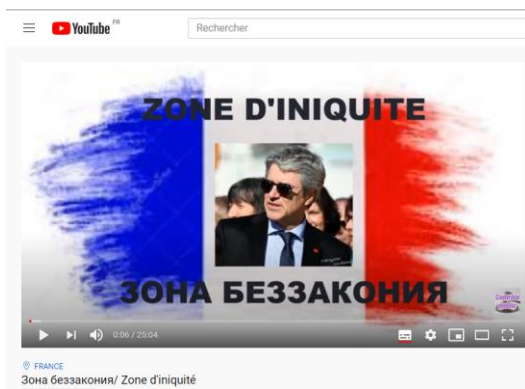 YouTube FR
Rechercher
ZONE D'INIQUITE
ЗОНА БЕЗЗАКОНИЯ
0:06 / 25:04
FRANCE
Зона беззакония/ Zone d'iniquité